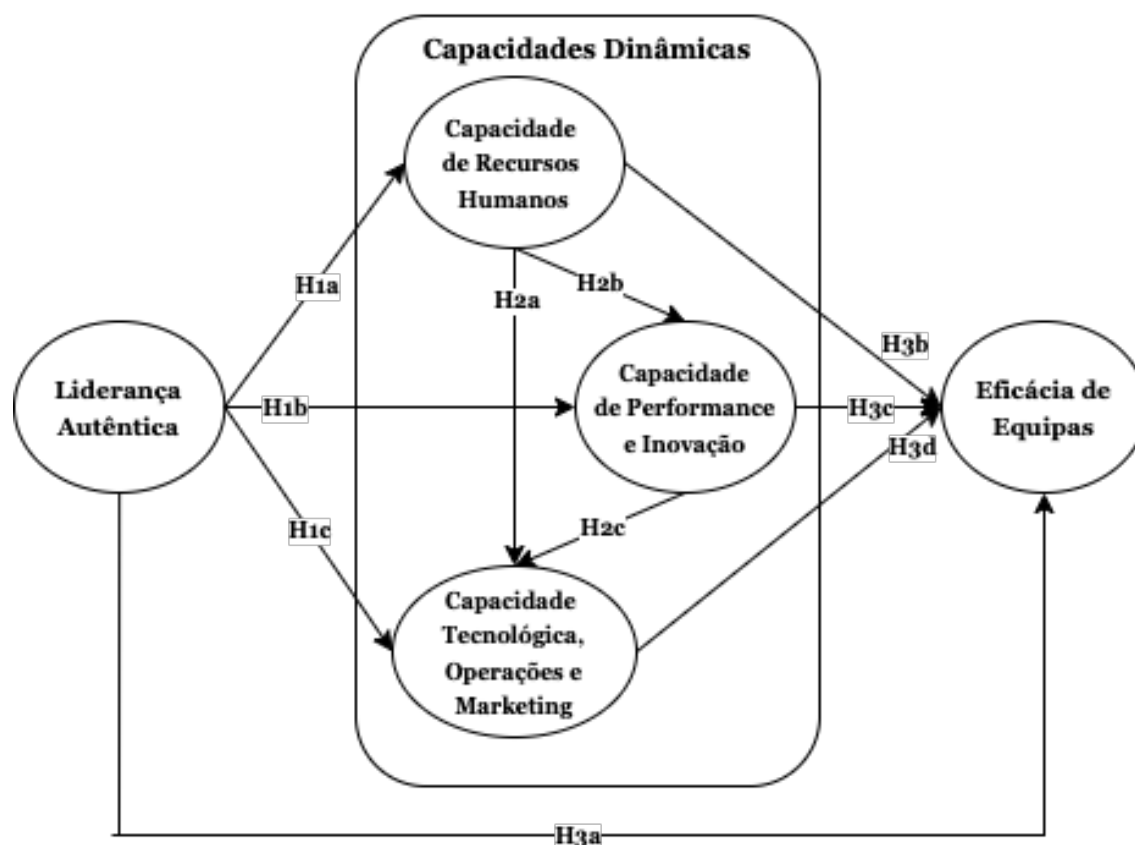 Capacidades Dinâmicas
Capacidade
de Recursos
Humanos
H1a
H2a
H2b
H3b
Liderança
Autêntica
H1b
Capacidade
de Performance
e Inovação
H3c
Eficácia de
Equipas
H3d
H1c
H2c
Capacidade
Tecnológica,
Operações e
Marketing
H3a